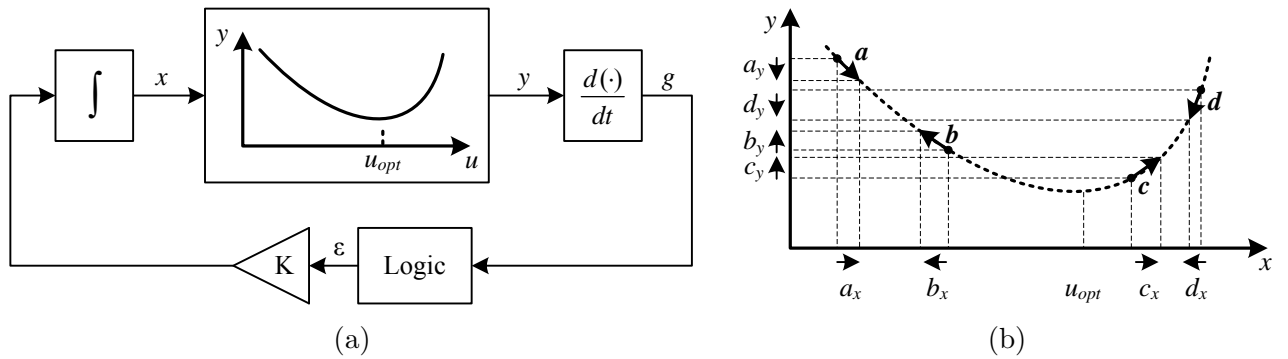 ∫
x
y
u
u_opt
y
d(·)/dt
g
K
ε
Logic
(a)
y
a_y
d_y
b_y
c_y
a
b
c
d
a_x
b_x
u_opt
c_x
d_x
x
(b)